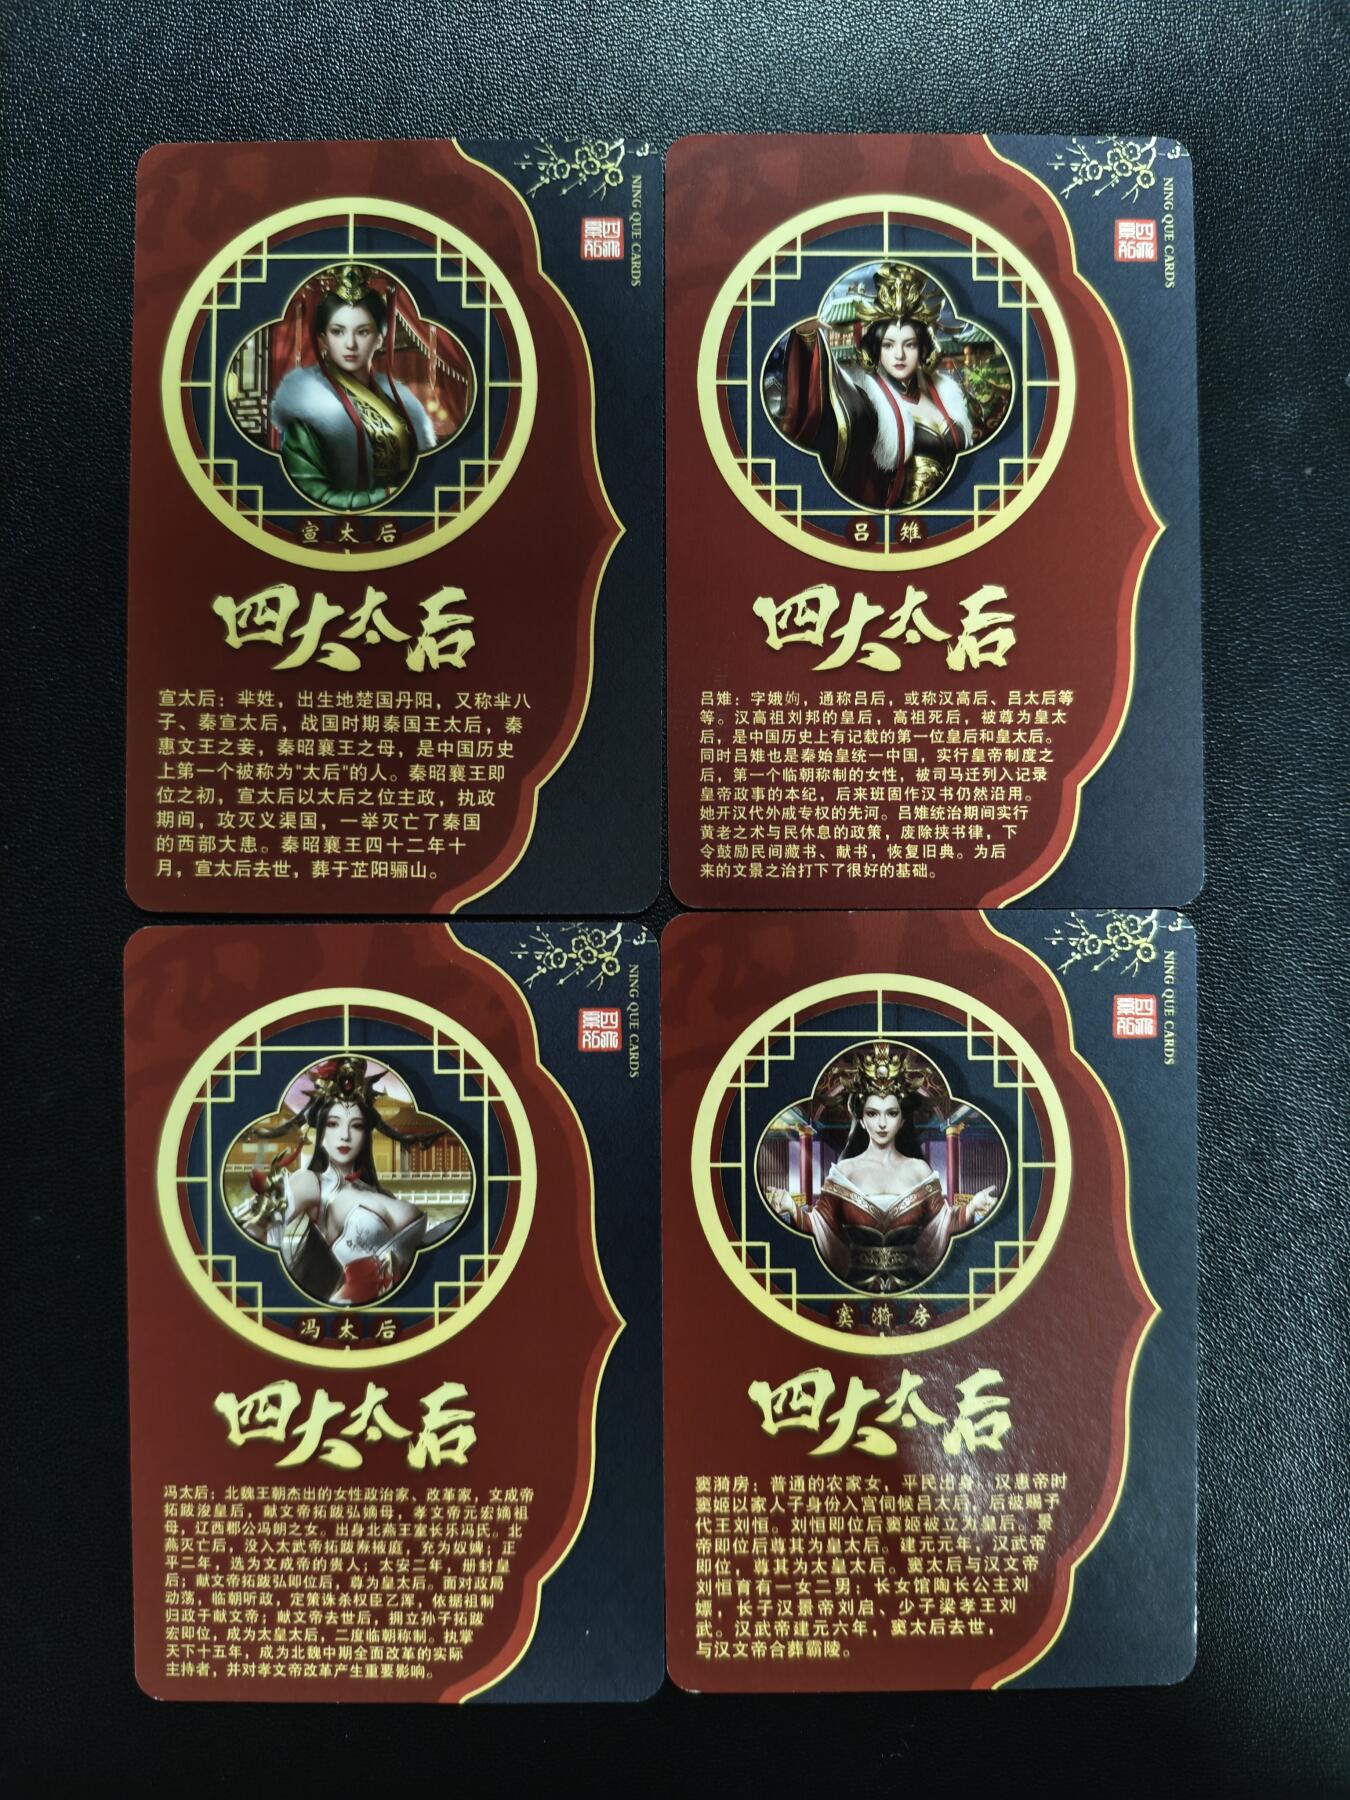 NING QUE CARDS
宣太后
四大太后
宣太后：芈姓，出生地楚国丹阳，又称芈八
子、秦宣太后，战国时期秦国王太后，秦
惠文王之妾，秦昭襄王之母，是中国历史
上第一个被称为"太后"的人。秦昭襄王即
位之初，宣太后以太后之位主政，执政
期间，攻灭义渠国，一举灭亡了秦国
的西部大患。秦昭襄王四十二年十
月，宣太后去世，葬于芷阳骊山。
NING QUE CARDS
吕雉
四大太后
吕雉：字娥姁，通称吕后，或称汉高后、吕太后等
等。汉高祖刘邦的皇后，高祖死后，被尊为皇太
后，是中国历史上有记载的第一位皇后和皇太后。
同时吕雉也是秦始皇统一中国，实行皇帝制度之
后，第一个临朝称制的女性，被司马迁列入记录
皇帝政事的本纪，后来班固作汉书仍然沿用。
她开汉代外戚专权的先河。吕雉统治期间实行
黄老之术与民休息的政策，废除挟书律，下
令鼓励民间藏书、献书，恢复旧典。为后
来的文景之治打下了很好的基础。
NING QUE CARDS
冯太后
四大太后
冯太后：北魏王朝杰出的女性政治家、改革家，文成帝
拓跋浚皇后，献文帝拓跋弘嫡母，孝文帝元宏嫡祖
母，辽西郡公冯朗之女。出身北燕王室长乐冯氏。北
燕灭亡后，没入太武帝拓跋焘掖庭，充为奴婢；正
平二年，选为文成帝的贵人；太安二年，册封皇
后；献文帝拓跋弘即位后，尊为皇太后。面对政局
动荡，临朝听政，定策诛杀权臣乙浑，依据祖制
归政于献文帝；献文帝去世后，拥立孙子拓跋
宏即位，成为太皇太后，二度临朝称制。执掌
天下十五年，成为北魏中期全面改革的实际
主持者，并对孝文帝改革产生重要影响。
NING QUE CARDS
窦漪房
四大太后
窦漪房：普通的农家女，平民出身，汉惠帝时
窦姬以家人子身份入宫伺候吕太后，后被赐予
代王刘恒。刘恒即位后窦姬被立为皇后。景
帝即位后尊其为皇太后。建元元年，汉武帝
即位，尊其为太皇太后。窦太后与汉文帝
刘恒育有一女二男；长女馆陶长公主刘
嫖，长子汉景帝刘启、少子梁孝王刘
武。汉武帝建元六年，窦太后去世，
与汉文帝合葬霸陵。